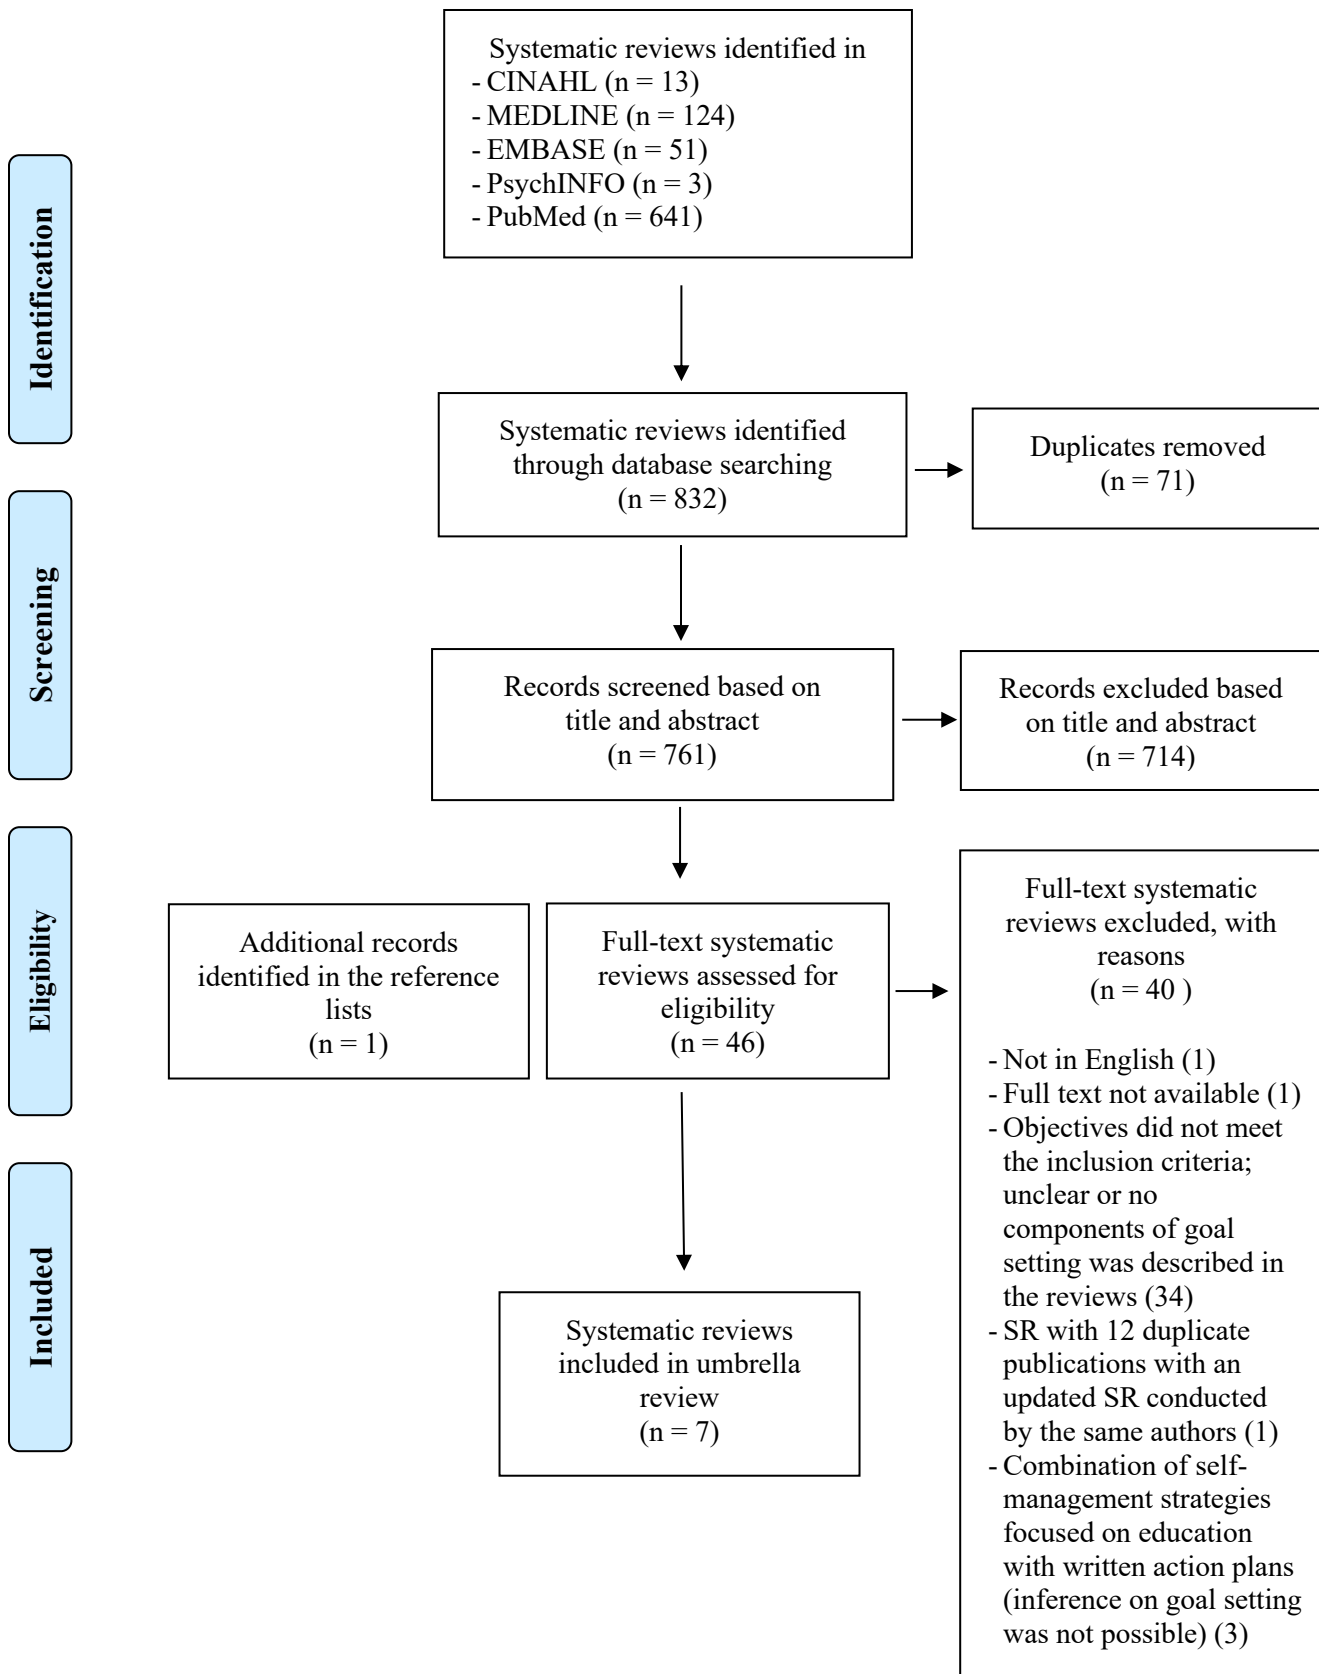 Systematic reviews identified in
- CINAHL (n = 13)
- MEDLINE (n = 124)
- EMBASE (n = 51)
- PsychINFO (n = 3)
- PubMed (n = 641)
Identification
Systematic reviews identified
through database searching
(n = 832)
Duplicates removed
(n = 71)
Screening
Records screened based on
title and abstract
(n = 761)
Records excluded based
on title and abstract
(n = 714)
Eligibility
Additional records
identified in the reference
lists
(n = 1)
Full-text systematic
reviews assessed for
eligibility
(n = 46)
Full-text systematic
reviews excluded, with
reasons
(n = 40 )
- Not in English (1)
- Full text not available (1)
- Objectives did not meet
the inclusion criteria;
unclear or no
components of goal
setting was described in
the reviews (34)
- SR with 12 duplicate
publications with an
updated SR conducted
by the same authors (1)
- Combination of self-
management strategies
focused on education
with written action plans
(inference on goal setting
was not possible) (3)
Included
Systematic reviews
included in umbrella
review
(n = 7)